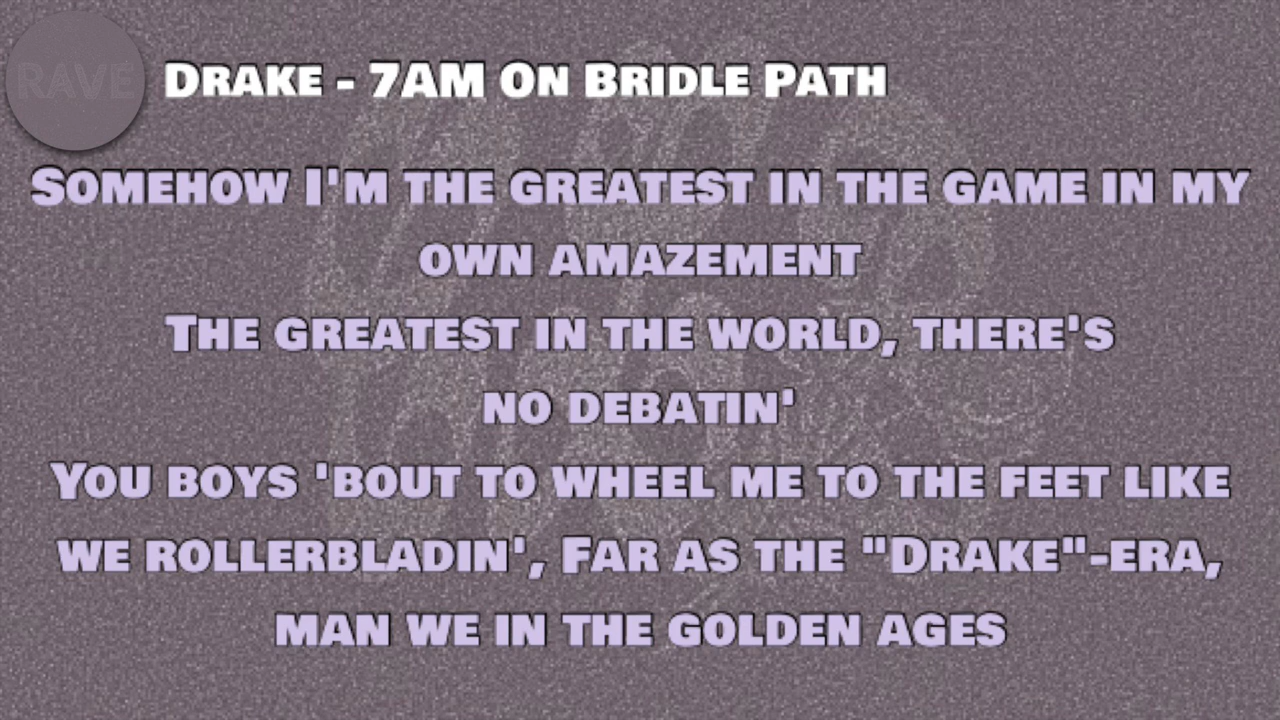 RAVE
Drake - 7AM On Bridle Path
Somehow I'm the greatest in the game in my
own amazement
The greatest in the world, there's
no debatin'
You boys 'bout to wheel me to the feet like
we rollerbladin', Far as the "Drake"-era,
man we in the golden ages